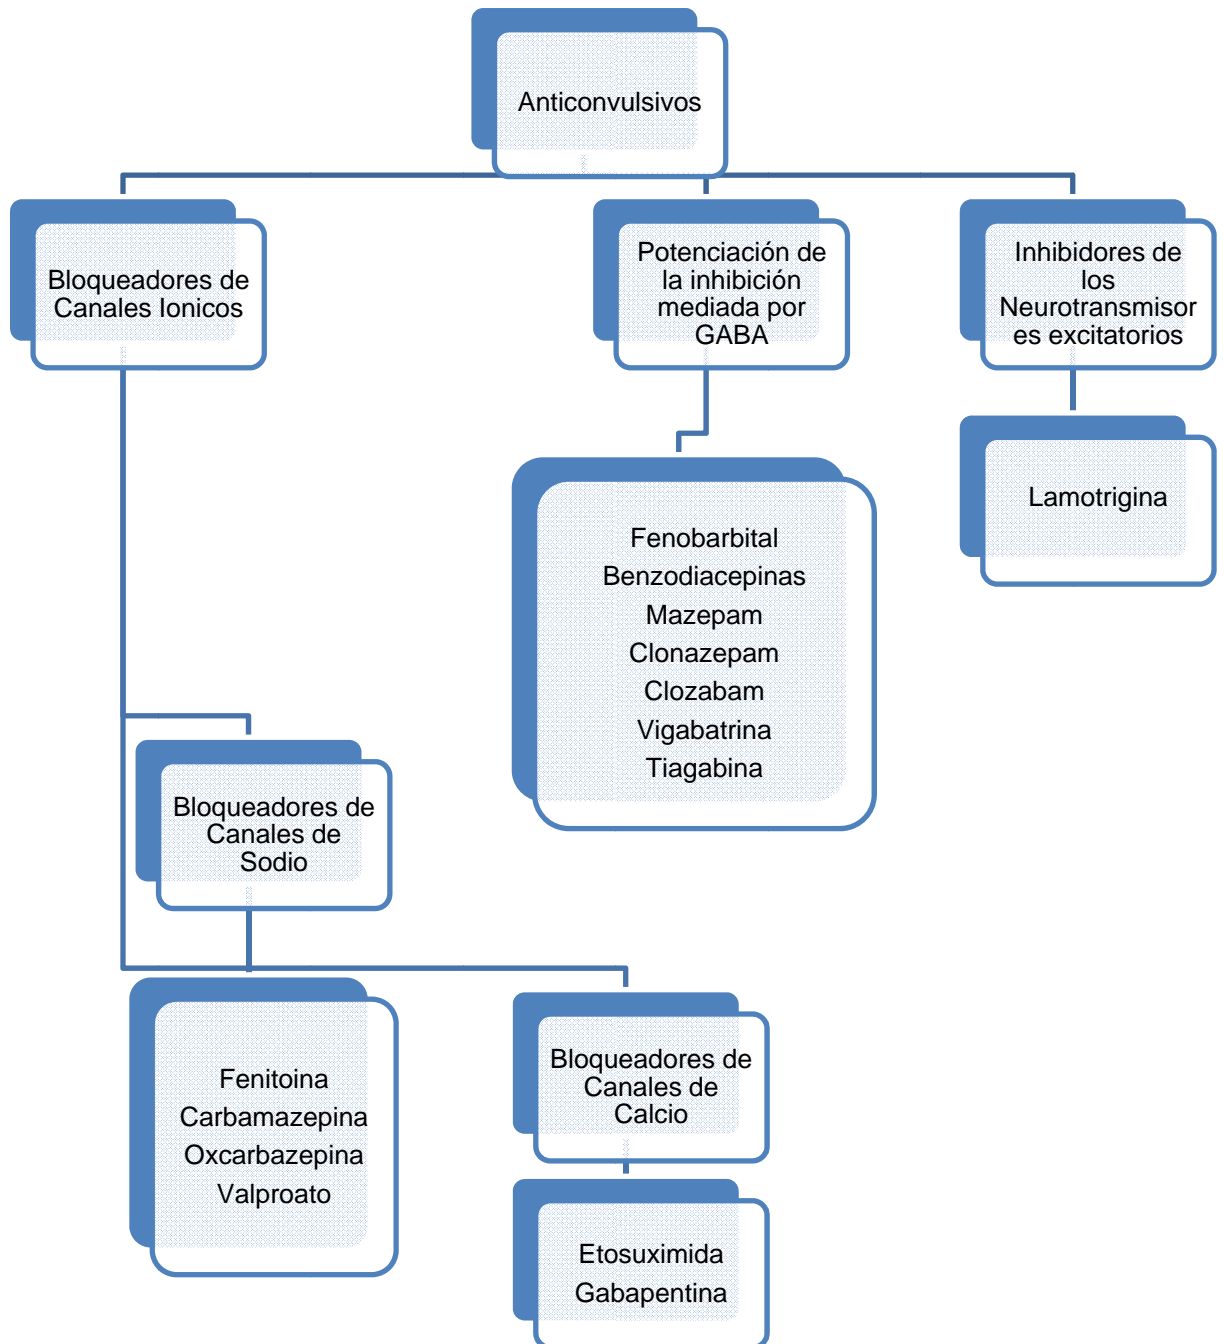 Anticonvulsivos
Bloqueadores de
Canales Ionicos
Potenciación de
la inhibición
mediada por
GABA
Inhibidores de
los
Neurotransmisor
es excitatorios
Lamotrigina
Fenobarbital
Benzodiacepinas
Mazepam
Clonazepam
Clozabam
Vigabatrina
Tiagabina
Bloqueadores de
Canales de
Sodio
Fenitoina
Carbamazepina
Oxcarbazepina
Valproato
Bloqueadores de
Canales de
Calcio
Etosuximida
Gabapentina